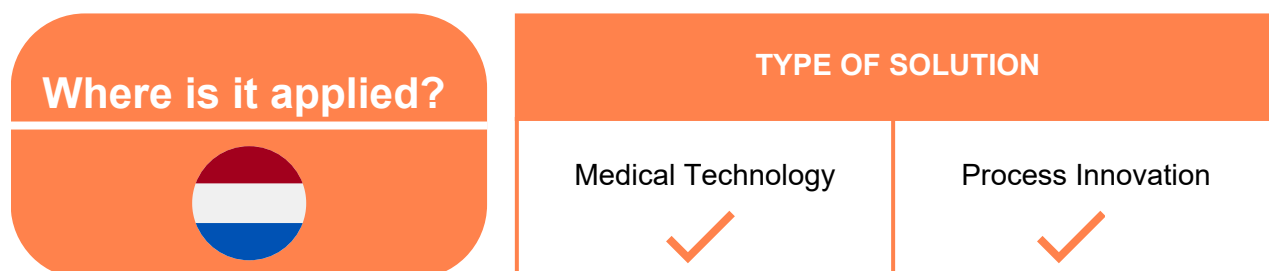 Where is it applied?
TYPE OF SOLUTION
Medical Technology
Process Innovation